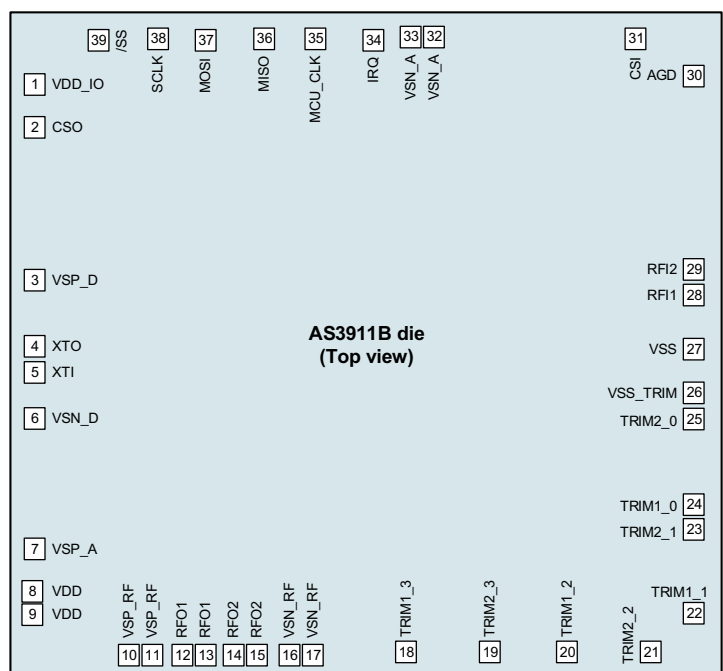 39 /SS
38 SCLK
37 MOSI
36 MISO
35 MCU_CLK
34 IRQ
33 VSN_A
32 VSN_A
31 CSI
1 VDD_IO
AGD 30
2 CSO
3 VSP_D
RFI2 29
RFI1 28
AS3911B die
(Top view)
4 XTO
VSS 27
5 XTI
VSS_TRIM 26
6 VSN_D
TRIM2_0 25
TRIM1_0 24
TRIM2_1 23
7 VSP_A
8 VDD
9 VDD
TRIM1_1
22
VSP_RF 10
VSP_RF 11
RFO1 12
RFO1 13
RFO2 14
RFO2 15
VSN_RF 16
VSN_RF 17
TRIM1_3 18
TRIM2_3 19
TRIM1_2 20
TRIM2_2 21